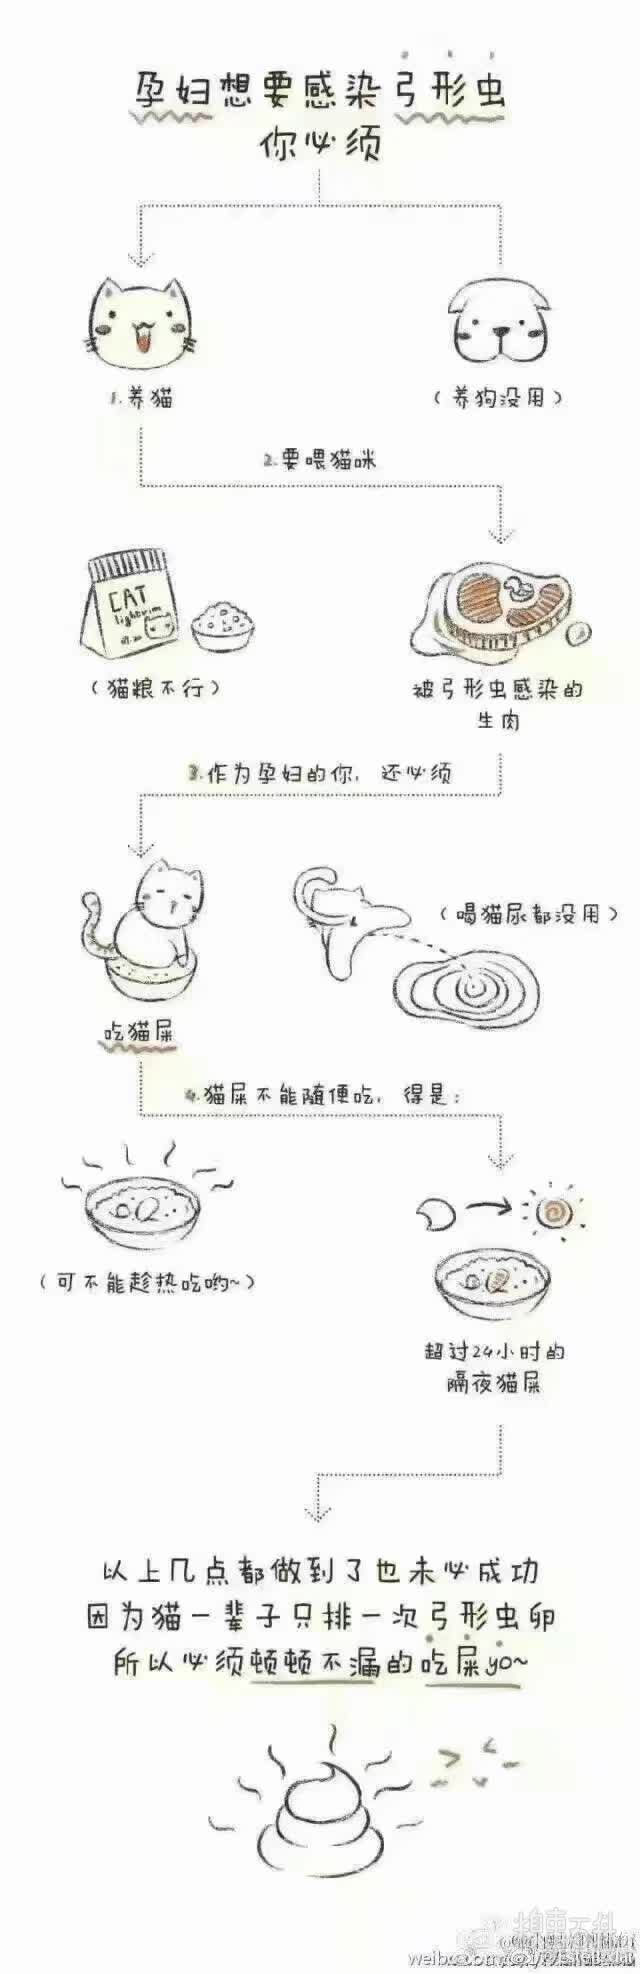 孕妇想要感染弓形虫
你必须
1.养猫
（养狗没用）
2.要喂猫咪
CAT
（猫粮不行）
被弓形虫感染的
生肉
3.作为孕妇的你，还必须
（喝猫尿都没用）
吃猫屎
4.猫屎不能随便吃，得是：
（可不能趁热吃哟~）
超过24小时的
隔夜猫屎
以上几点都做到了也未必成功
因为猫一辈子只排一次弓形虫卵
所以必须顿顿不漏的吃屎yo~